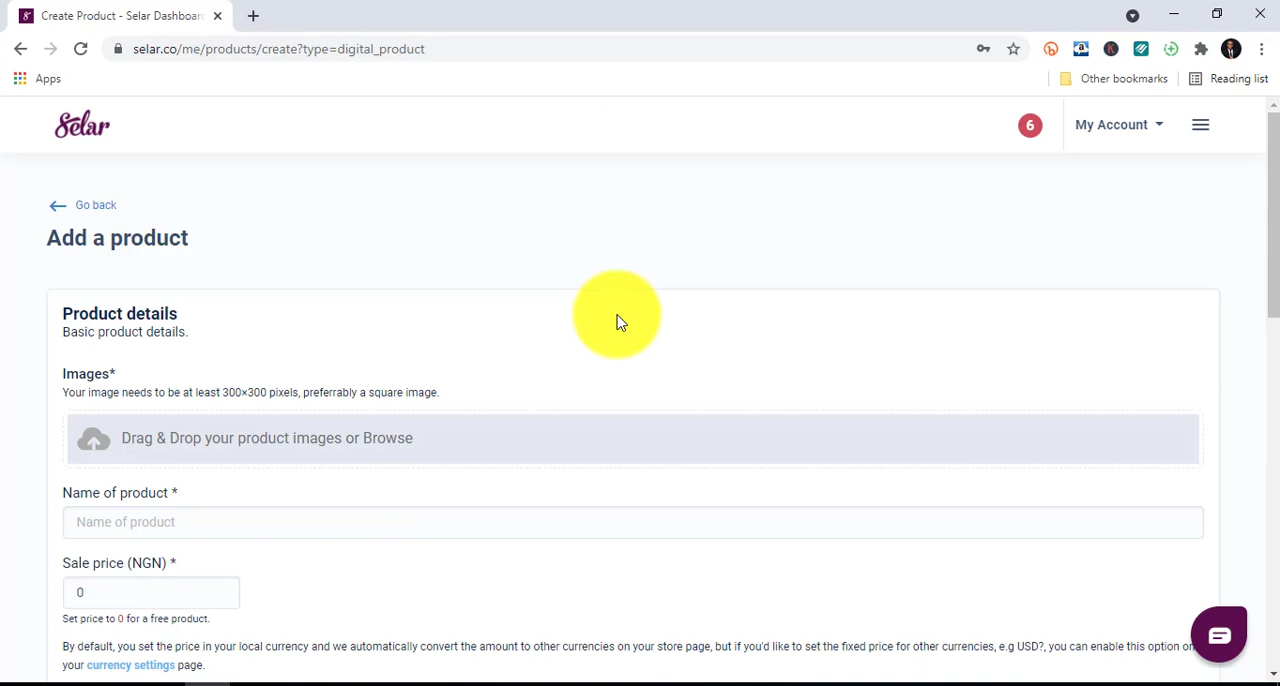 Create Product - Selar Dashboard
selar.co/me/products/create?type=digital_product
Apps
Other bookmarks
Reading list
Selar
6
My Account
Go back
Add a product
Product details
Basic product details.
Images*
Your image needs to be at least 300×300 pixels, preferrably a square image.
Drag & Drop your product images or Browse
Name of product *
Name of product
Sale price (NGN) *
0
Set price to 0 for a free product.
By default, you set the price in your local currency and we automatically convert the amount to other currencies on your store page, but if you'd like to set the fixed price for other currencies, e.g USD?, you can enable this option on
your currency settings page.